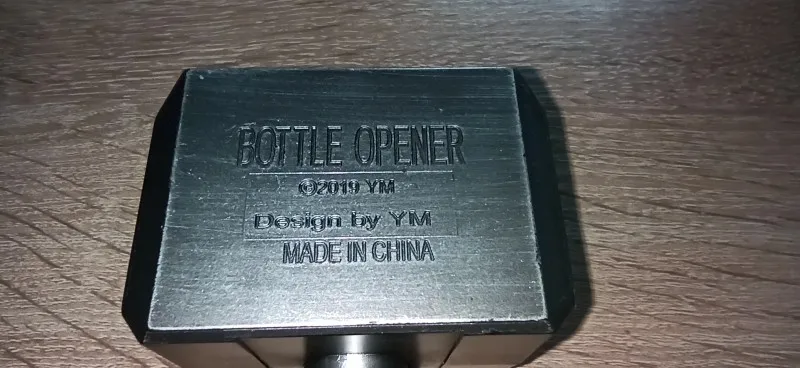 BOTTLE OPENER
©2019 YM
Design by YM
MADE IN CHINA